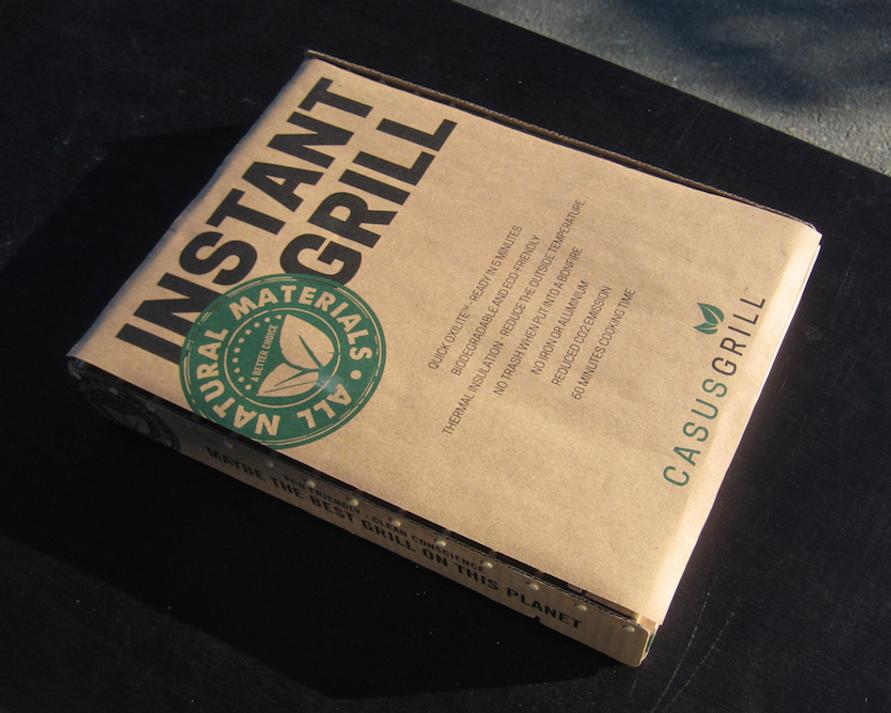 INSTANT
GRILL
ALL NATURAL MATERIALS
A BETTER CHOICE
QUICK OXILITE™ - READY IN 5 MINUTES
BIODEGRADABLE AND ECO-FRIENDLY
THERMAL INSULATION - REDUCE THE OUTSIDE TEMPERATURE
NO TRASH WHEN PUT INTO A BONFIRE
NO IRON OR ALUMINIUM
REDUCED CO2 EMISSION
60 MINUTES COOKING TIME
CASUSGRILL
ECO-FRIENDLY - CLEAN CONSCIENCE
MAYBE THE BEST GRILL ON THIS PLANET